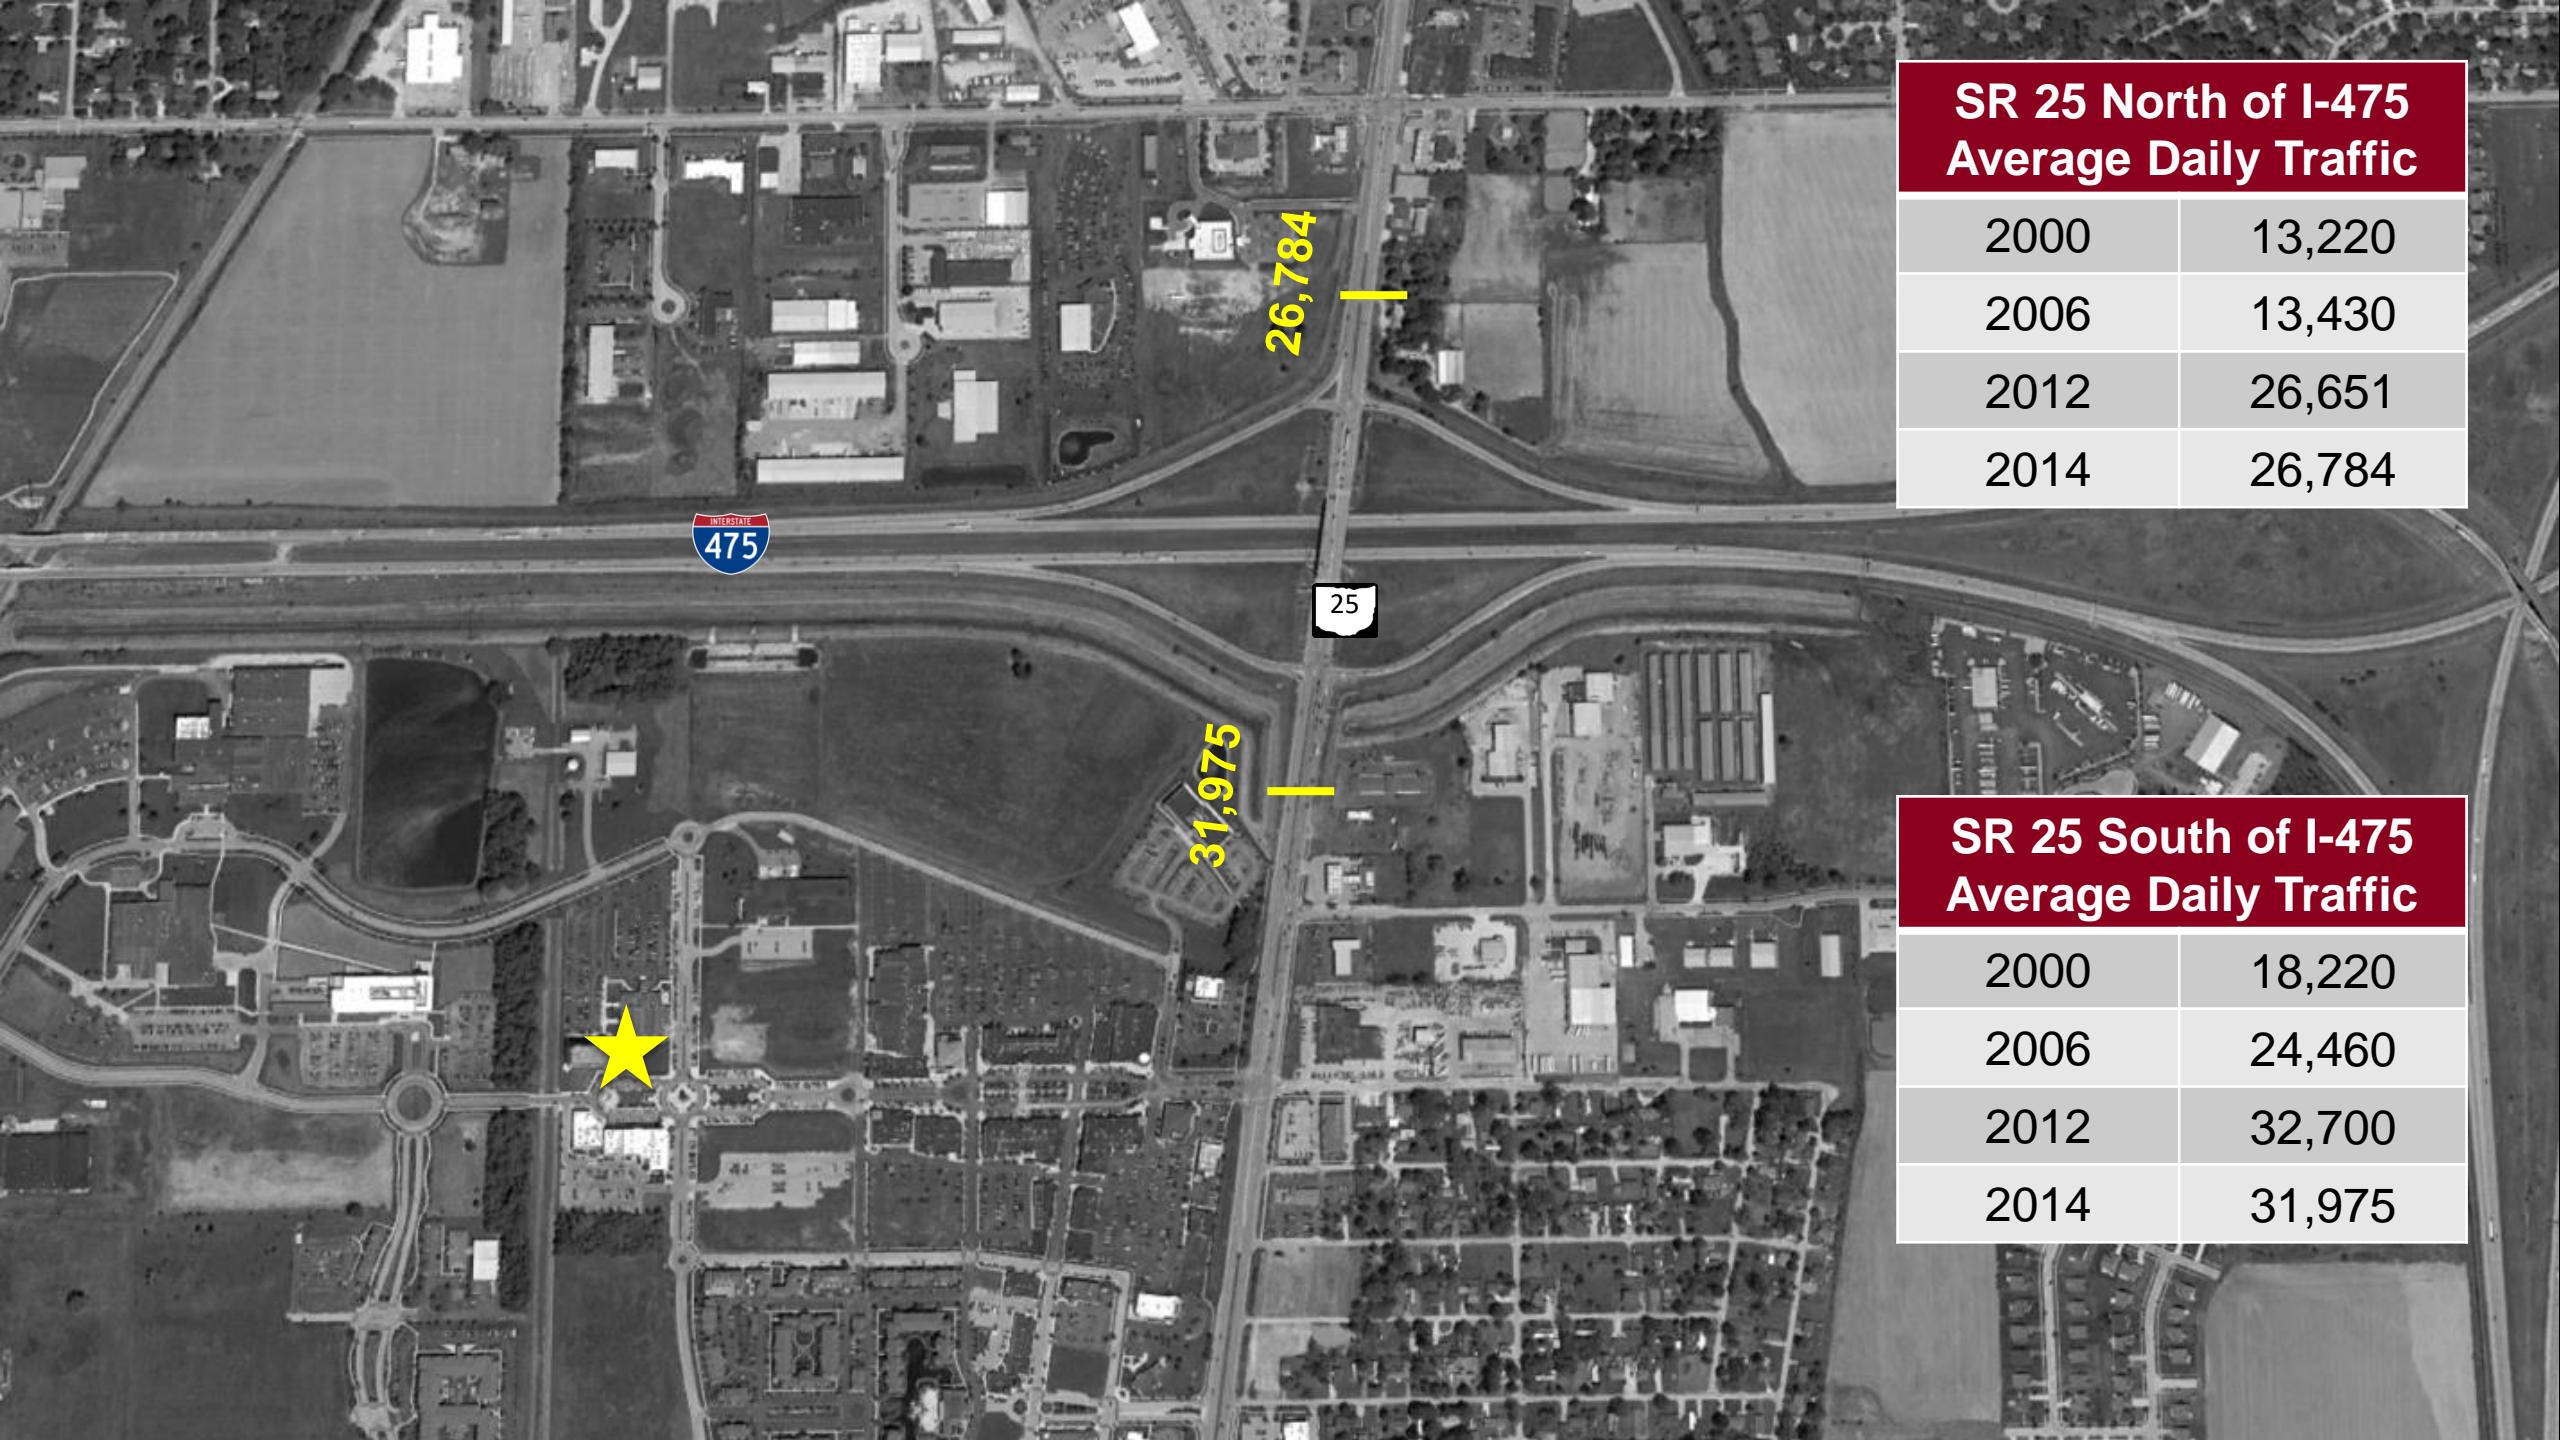 SR 25 North of I-475
Average Daily Traffic
2000 13,220
2006 13,430
2012 26,651
2014 26,784
26,784
INTERSTATE
475
25
31,975
SR 25 South of I-475
Average Daily Traffic
2000 18,220
2006 24,460
2012 32,700
2014 31,975